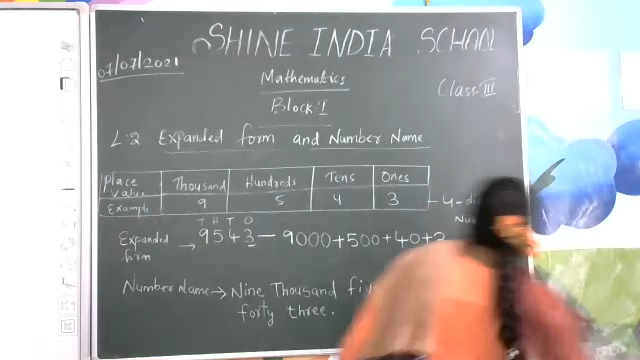 SHINE INDIA SCHOOL
07/07/2021
Mathematics
Class: III
Block: I
L.2 Expanded form and Number Name
Place value Thousand Hundreds Tens Ones
Example 9 5 4 3 - 4-
T H T O
Expanded form → 9543 - 9000+500+40+3
Number Name → Nine Thousand
forty three.